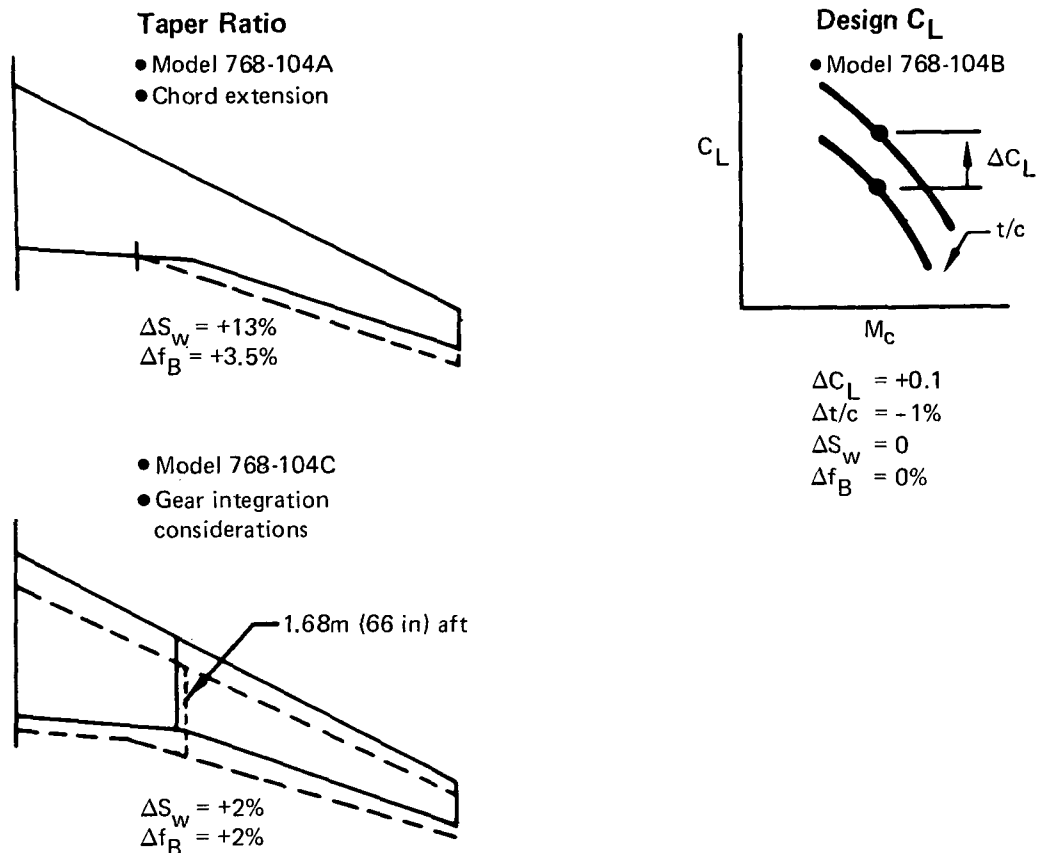 Taper Ratio
• Model 768-104A
• Chord extension
ΔS_w = +13%
Δf_B = +3.5%
• Model 768-104C
• Gear integration
considerations
1.68m (66 in) aft
ΔS_w = +2%
Δf_B = +2%
Design C_L
• Model 768-104B
C_L
ΔC_L
t/c
M_c
ΔC_L = +0.1
Δt/c = -1%
ΔS_w = 0
Δf_B = 0%